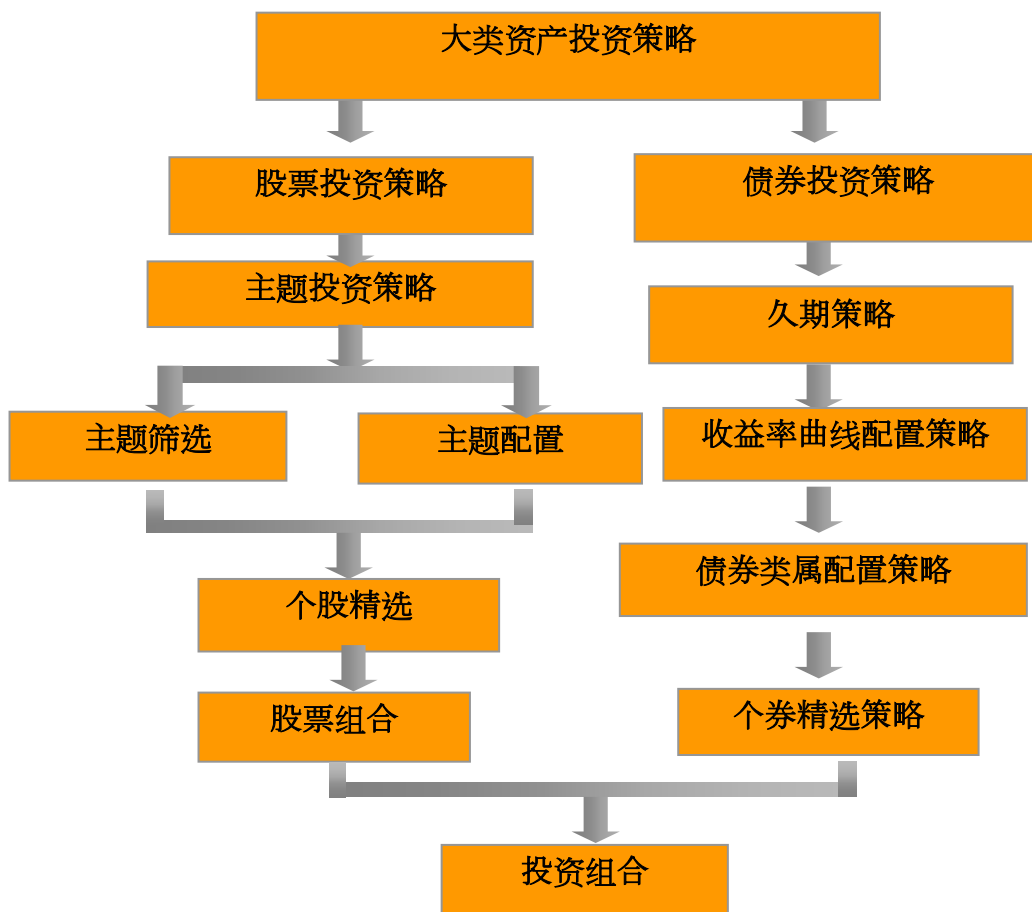 大类资产投资策略
股票投资策略
债券投资策略
主题投资策略
久期策略
主题筛选
主题配置
收益率曲线配置策略
债券类属配置策略
个股精选
股票组合
个券精选策略
投资组合